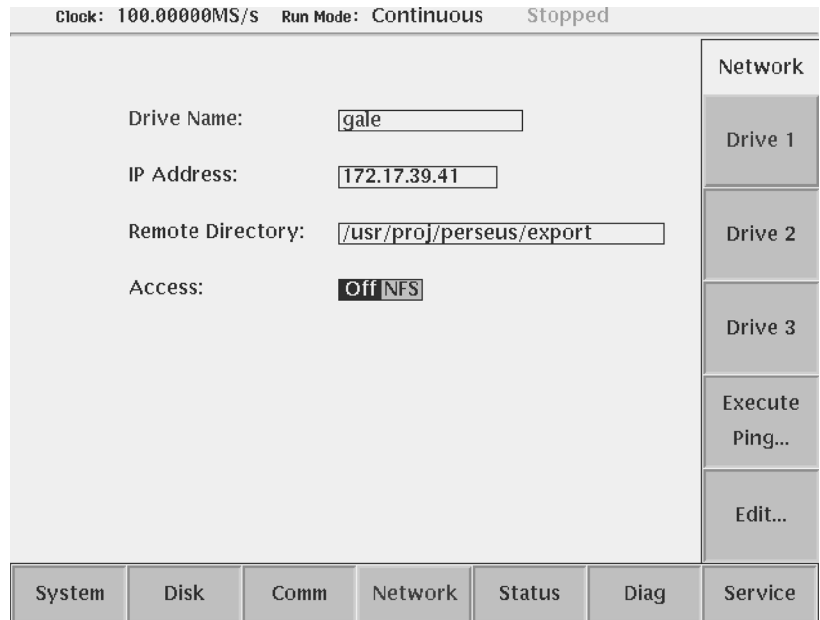 Clock: 100.00000MS/s Run Mode: Continuous Stopped
Network
Drive Name: gale
Drive 1
IP Address: 172.17.39.41
Remote Directory: /usr/proj/perseus/export
Drive 2
Access: Off NFS
Drive 3
Execute
Ping...
Edit...
System Disk Comm Network Status Diag Service